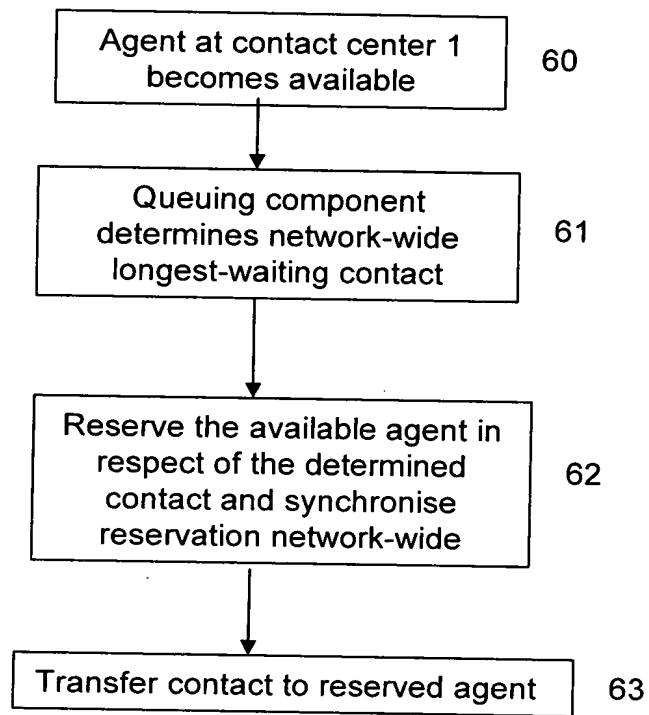 Agent at contact center 1
becomes available
60
Queuing component
determines network-wide
longest-waiting contact
61
Reserve the available agent in
respect of the determined
contact and synchronise
reservation network-wide
62
Transfer contact to reserved agent
63